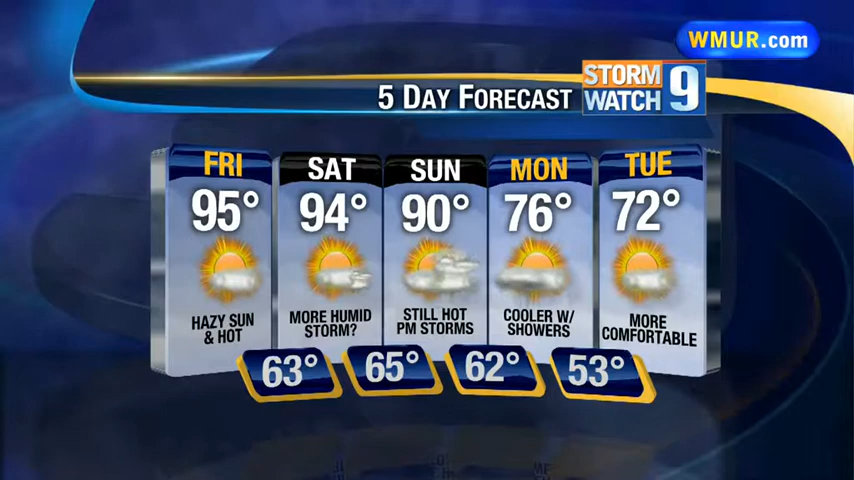 WMUR.com
5 DAY FORECAST
STORM
WATCH 9
FRI SAT SUN MON TUE
95° 94° 90° 76° 72°
HAZY SUN
& HOT
MORE HUMID
STORM?
STILL HOT
PM STORMS
COOLER W/
SHOWERS
MORE
COMFORTABLE
63° 65° 62° 53°